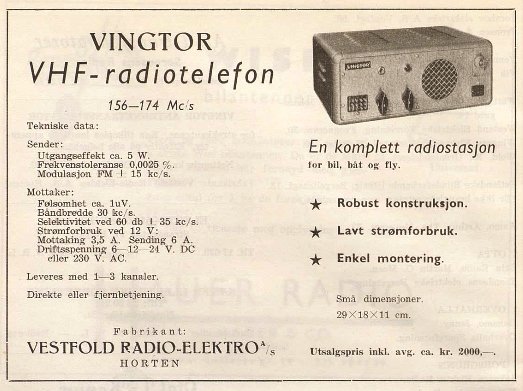 VINGTOR
VHF-radiotelefon
156—174 Mc/s
Tekniske data:
Sender:
Utgangseffekt ca. 5 W.
Frekvenstoleranse 0,0025 %.
Modulasjon FM ± 15 kc/s.
Mottaker:
Følsomhet ca. 1uV.
Båndbredde 30 kc/s.
Selektivitet ved 60 db ± 35 kc/s.
Strømforbruk ved 12 V:
Mottaking 3,5 A. Sending 6 A.
Driftsspenning 6—12—24 V. DC
eller 230 V. AC.
Leveres med 1—3 kanaler.
Direkte eller fjernbetjening.
VINGTOR
En komplett radiostasjon
for bil, båt og fly.
★ Robust konstruksjon.
★ Lavt strømforbruk.
★ Enkel montering.
Små dimensjoner.
29×18×11 cm.
Fabrikant:
VESTFOLD RADIO-ELEKTRO A/s
HORTEN
Utsalgspris inkl. avg. ca. kr. 2000,—.